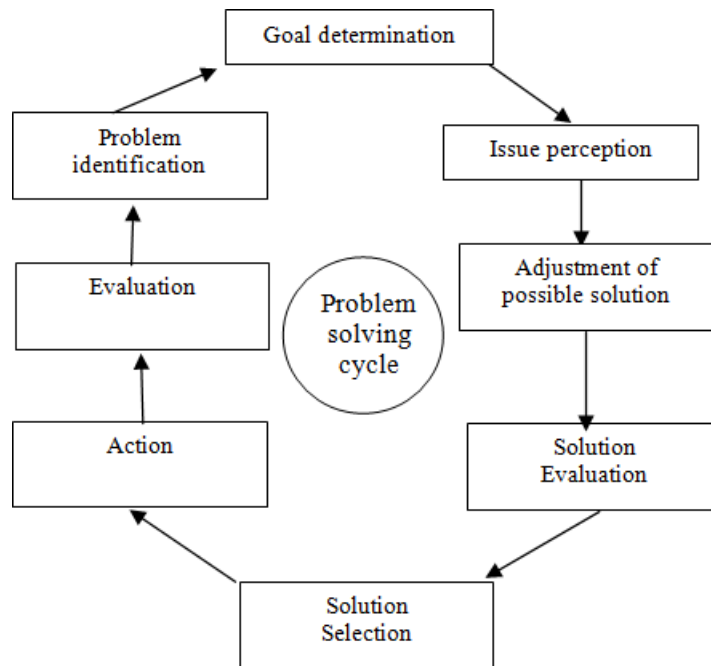 Goal determination
Problem
identification
Issue perception
Evaluation
Problem
solving
cycle
Adjustment of
possible solution
Action
Solution
Evaluation
Solution
Selection